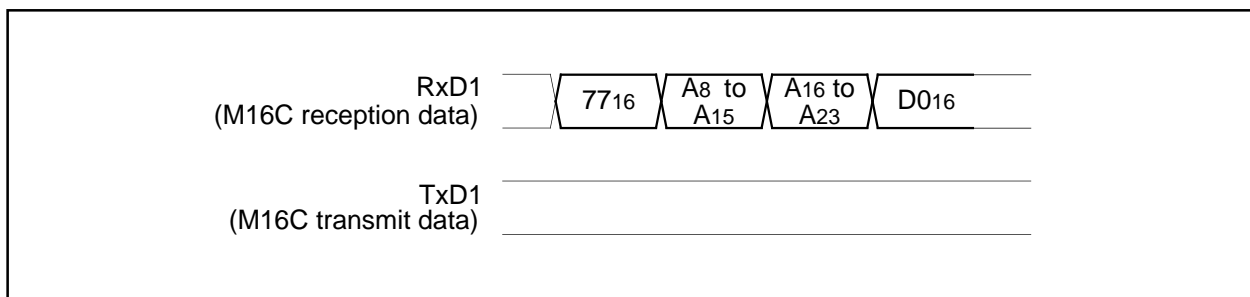 RxD1
(M16C reception data)
7716
A8 to
A15
A16 to
A23
D016
TxD1
(M16C transmit data)